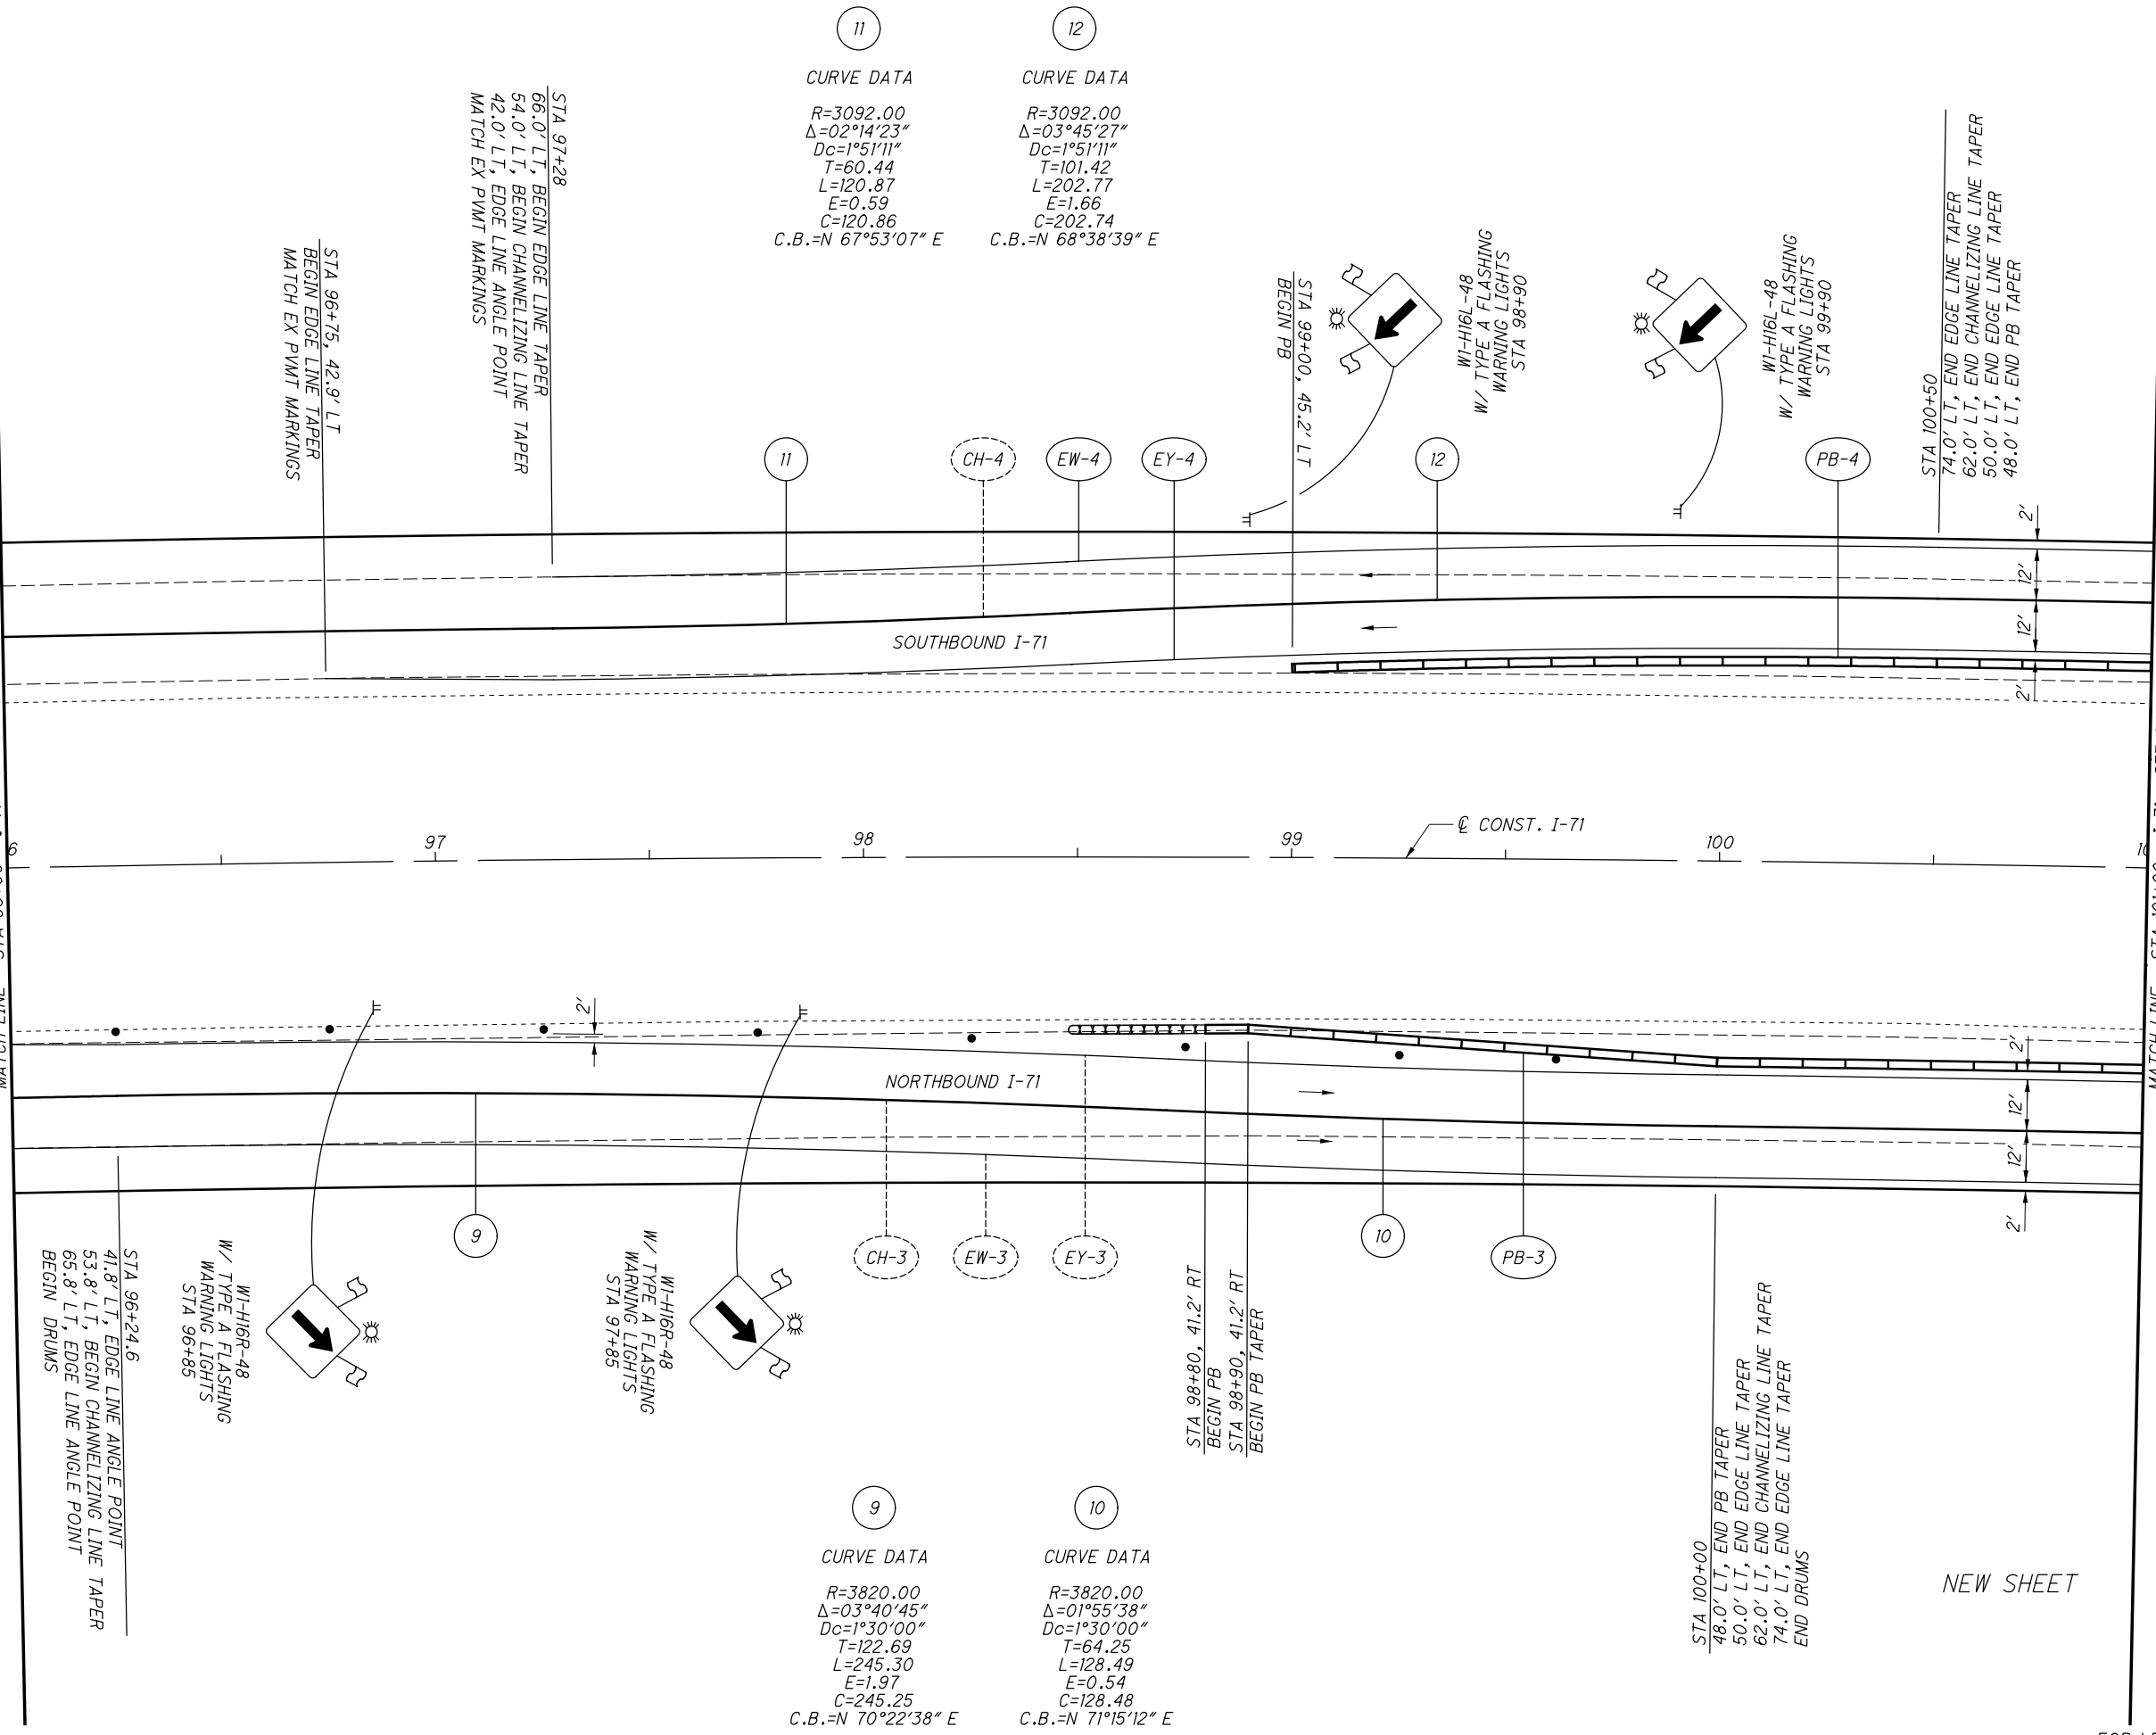 11
CURVE DATA
R=3092.00
Δ=02°14'23"
Dc=1°51'11"
T=60.44
L=120.87
E=0.59
C=120.86
C.B.=N 67°53'07" E
12
CURVE DATA
R=3092.00
Δ=03°45'27"
Dc=1°51'11"
T=101.42
L=202.77
E=1.66
C=202.74
C.B.=N 68°38'39" E
STA 96+75, 42.9' LT
BEGIN EDGE LINE TAPER
MATCH EX PVMT MARKINGS
STA 97+28
66.0' LT, BEGIN EDGE LINE TAPER
54.0' LT, BEGIN CHANNELIZING LINE TAPER
42.0' LT, EDGE LINE ANGLE POINT
MATCH EX PVMT MARKINGS
STA 99+00, 45.2' LT
BEGIN PB
W1-H16L-48
W/ TYPE A FLASHING
WARNING LIGHTS
STA 98+90
W1-H16L-48
W/ TYPE A FLASHING
WARNING LIGHTS
STA 99+90
STA 100+50
74.0' LT, END EDGE LINE TAPER
62.0' LT, END CHANNELIZING LINE TAPER
50.0' LT, END EDGE LINE TAPER
48.0' LT, END PB TAPER
11
CH-4
EW-4
EY-4
12
PB-4
2'
12'
12'
2'
SOUTHBOUND I-71
℄ CONST. I-71
6
97
98
99
100
10
2'
NORTHBOUND I-71
2'
12'
12'
2'
9
CH-3
EW-3
EY-3
10
PB-3
STA 96+24.6
41.8' LT, EDGE LINE ANGLE POINT
53.8' LT, BEGIN CHANNELIZING LINE TAPER
65.8' LT, EDGE LINE ANGLE POINT
BEGIN DRUMS
W1-H16R-48
W/ TYPE A FLASHING
WARNING LIGHTS
STA 96+85
W1-H16R-48
W/ TYPE A FLASHING
WARNING LIGHTS
STA 97+85
STA 98+80, 41.2' RT
BEGIN PB
STA 98+90, 41.2' RT
BEGIN PB TAPER
STA 100+00
48.0' LT, END PB TAPER
50.0' LT, END EDGE LINE TAPER
62.0' LT, END CHANNELIZING LINE TAPER
74.0' LT, END EDGE LINE TAPER
END DRUMS
9
CURVE DATA
R=3820.00
Δ=03°40'45"
Dc=1°30'00"
T=122.69
L=245.30
E=1.97
C=245.25
C.B.=N 70°22'38" E
10
CURVE DATA
R=3820.00
Δ=01°55'38"
Dc=1°30'00"
T=64.25
L=128.49
E=0.54
C=128.48
C.B.=N 71°15'12" E
NEW SHEET